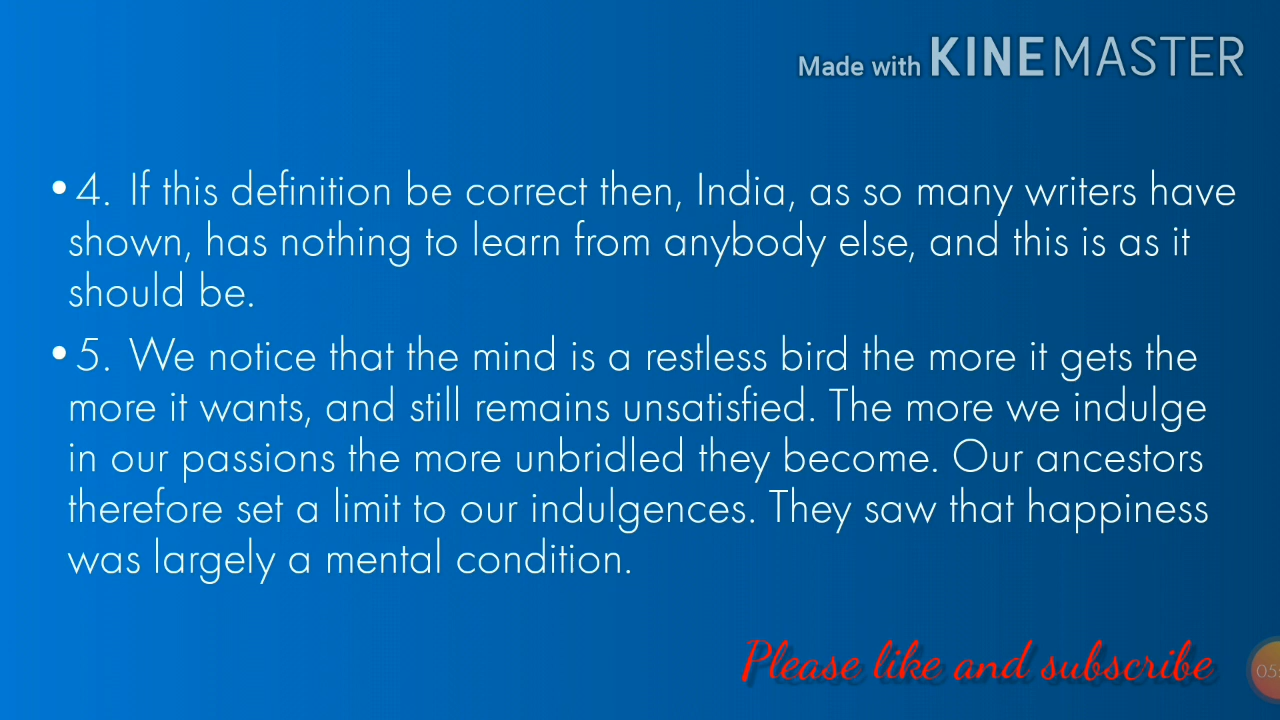 Made with KINEMASTER
•4. If this definition be correct then, India, as so many writers have
shown, has nothing to learn from anybody else, and this is as it
should be.
•5. We notice that the mind is a restless bird the more it gets the
more it wants, and still remains unsatisfied. The more we indulge
in our passions the more unbridled they become. Our ancestors
therefore set a limit to our indulgences. They saw that happiness
was largely a mental condition.
Please like and subscribe